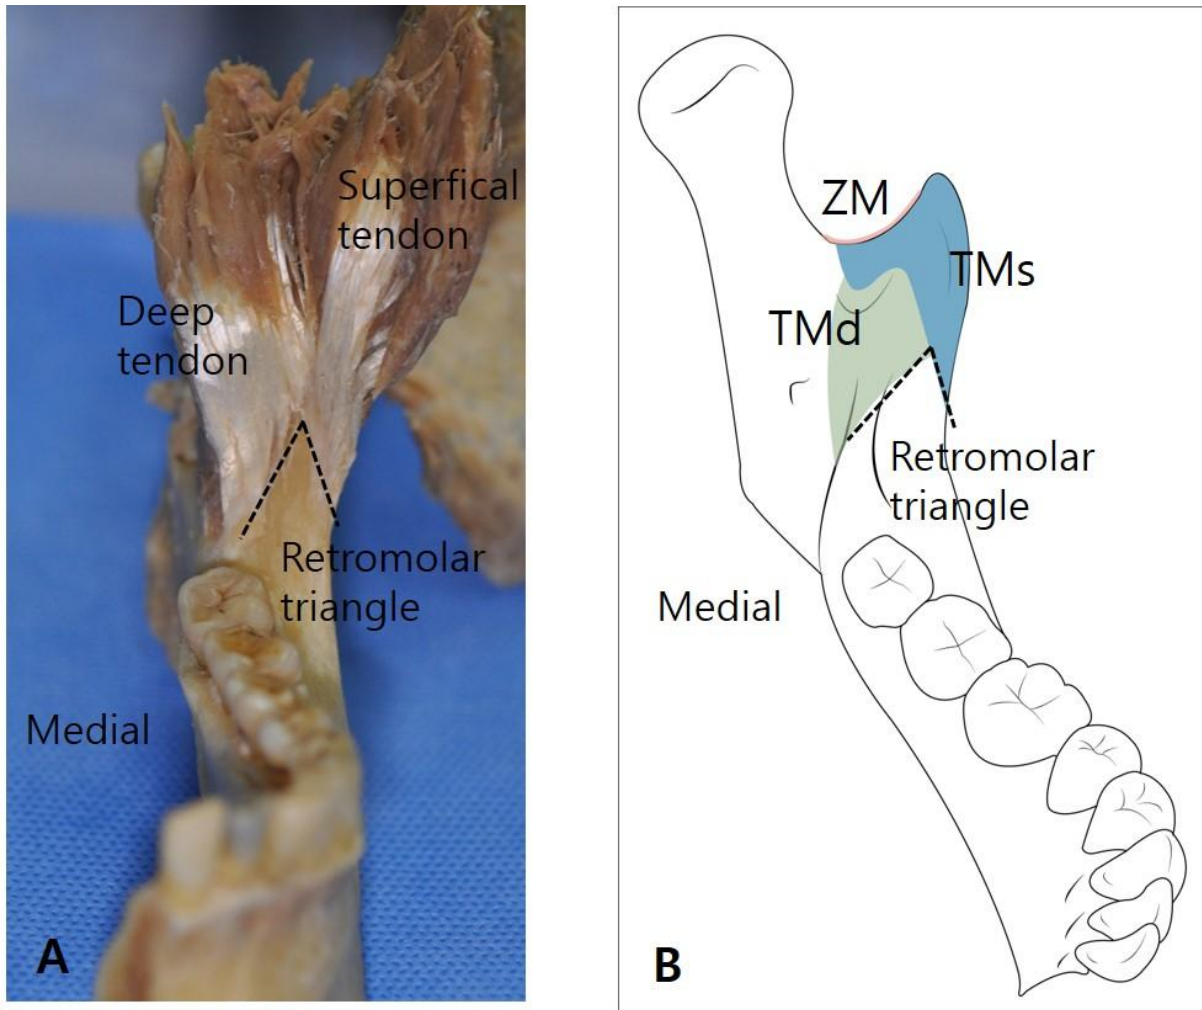 Superfical
tendon
Deep
tendon
Retromolar
triangle
Medial
A
ZM
TMs
TMd
Retromolar
triangle
Medial
B